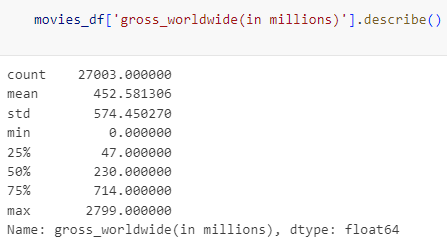 movies_df['gross_worldwide(in millions)'].describe()
count    27003.000000
mean       452.581306
std        574.450270
min          0.000000
25%         47.000000
50%        230.000000
75%        714.000000
max       2799.000000
Name: gross_worldwide(in millions), dtype: float64